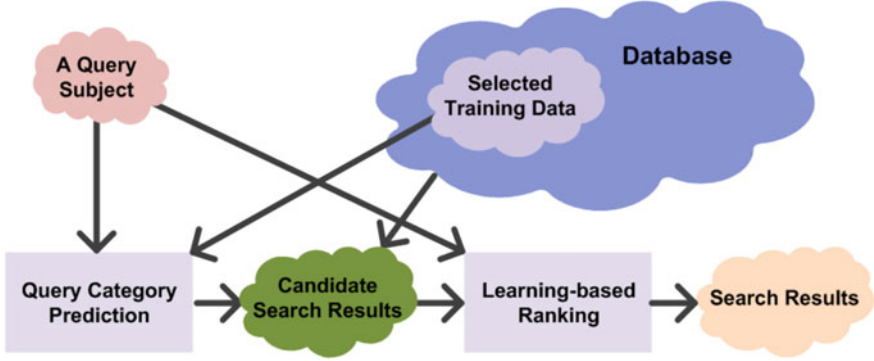 A Query
Subject
Database
Selected
Training Data
Query Category
Prediction
Candidate
Search Results
Learning-based
Ranking
Search Results